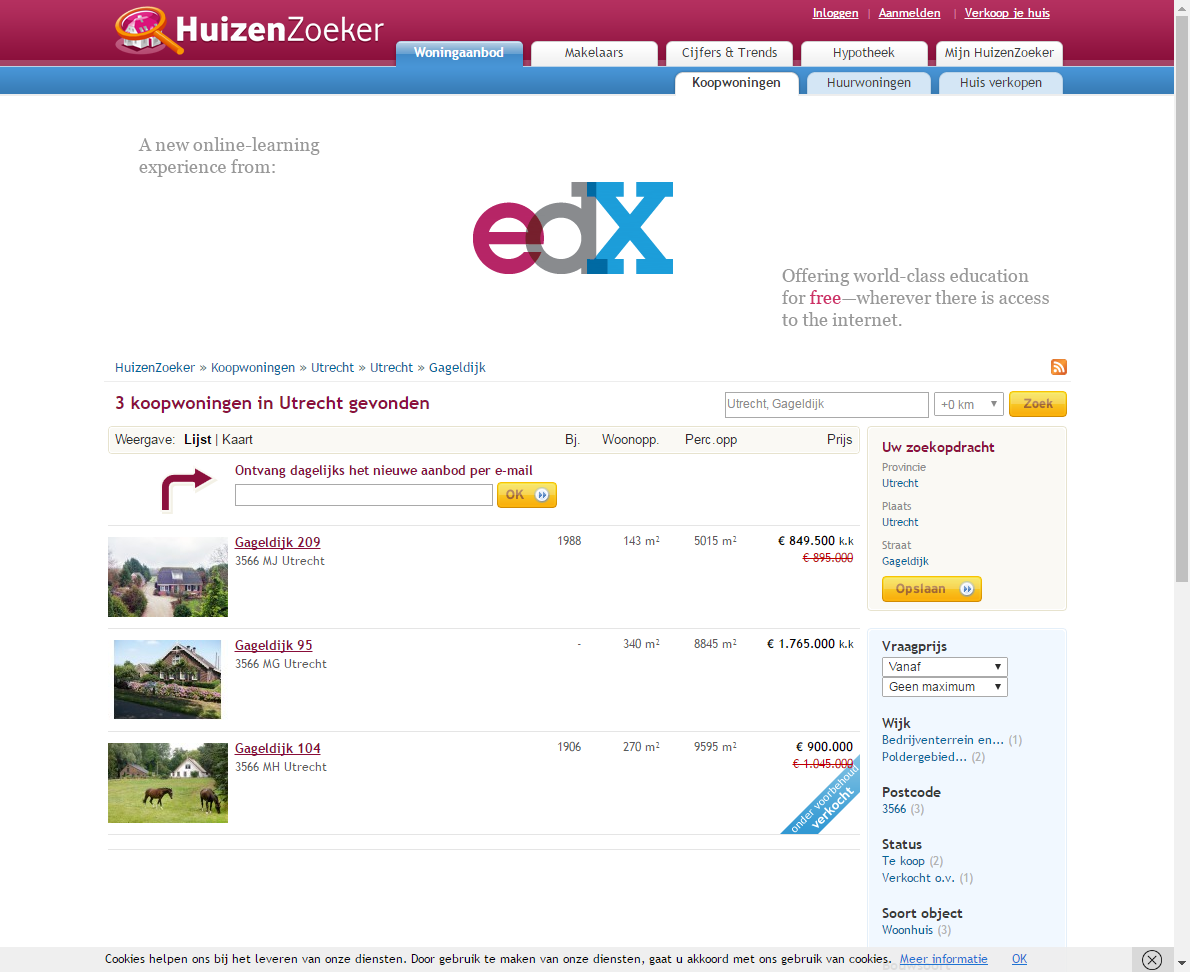 HuizenZoeker
Inloggen | Aanmelden | Verkoop je huis
Woningaanbod
Makelaars
Cijfers & Trends
Hypotheek
Mijn HuizenZoeker
Koopwoningen
Huurwoningen
Huis verkopen
A new online-learning
experience from:
edX
Offering world-class education
for free—wherever there is access
to the internet.
HuizenZoeker » Koopwoningen » Utrecht » Utrecht » Gageldijk
3 koopwoningen in Utrecht gevonden
Utrecht, Gageldijk
+0 km
Zoek
Weergave: Lijst | Kaart Bj. Woonopp. Perc.opp Prijs
Ontvang dagelijks het nieuwe aanbod per e-mail
OK
Gageldijk 209 1988 143 m² 5015 m² € 849.500 k.k
3566 MJ Utrecht € 895.000
Gageldijk 95 - 340 m² 8845 m² € 1.765.000 k.k
3566 MG Utrecht
Gageldijk 104 1906 270 m² 9595 m² € 900.000
3566 MH Utrecht € 1.045.000
onder voorbehoud
verkocht
Uw zoekopdracht
Provincie
Utrecht
Plaats
Utrecht
Straat
Gageldijk
Opslaan
Vraagprijs
Vanaf
Geen maximum
Wijk
Bedrijventerrein en... (1)
Poldergebied... (2)
Postcode
3566 (3)
Status
Te koop (2)
Verkocht o.v. (1)
Soort object
Woonhuis (3)
Cookies helpen ons bij het leveren van onze diensten. Door gebruik te maken van onze diensten, gaat u akkoord met ons gebruik van cookies. Meer informatie OK